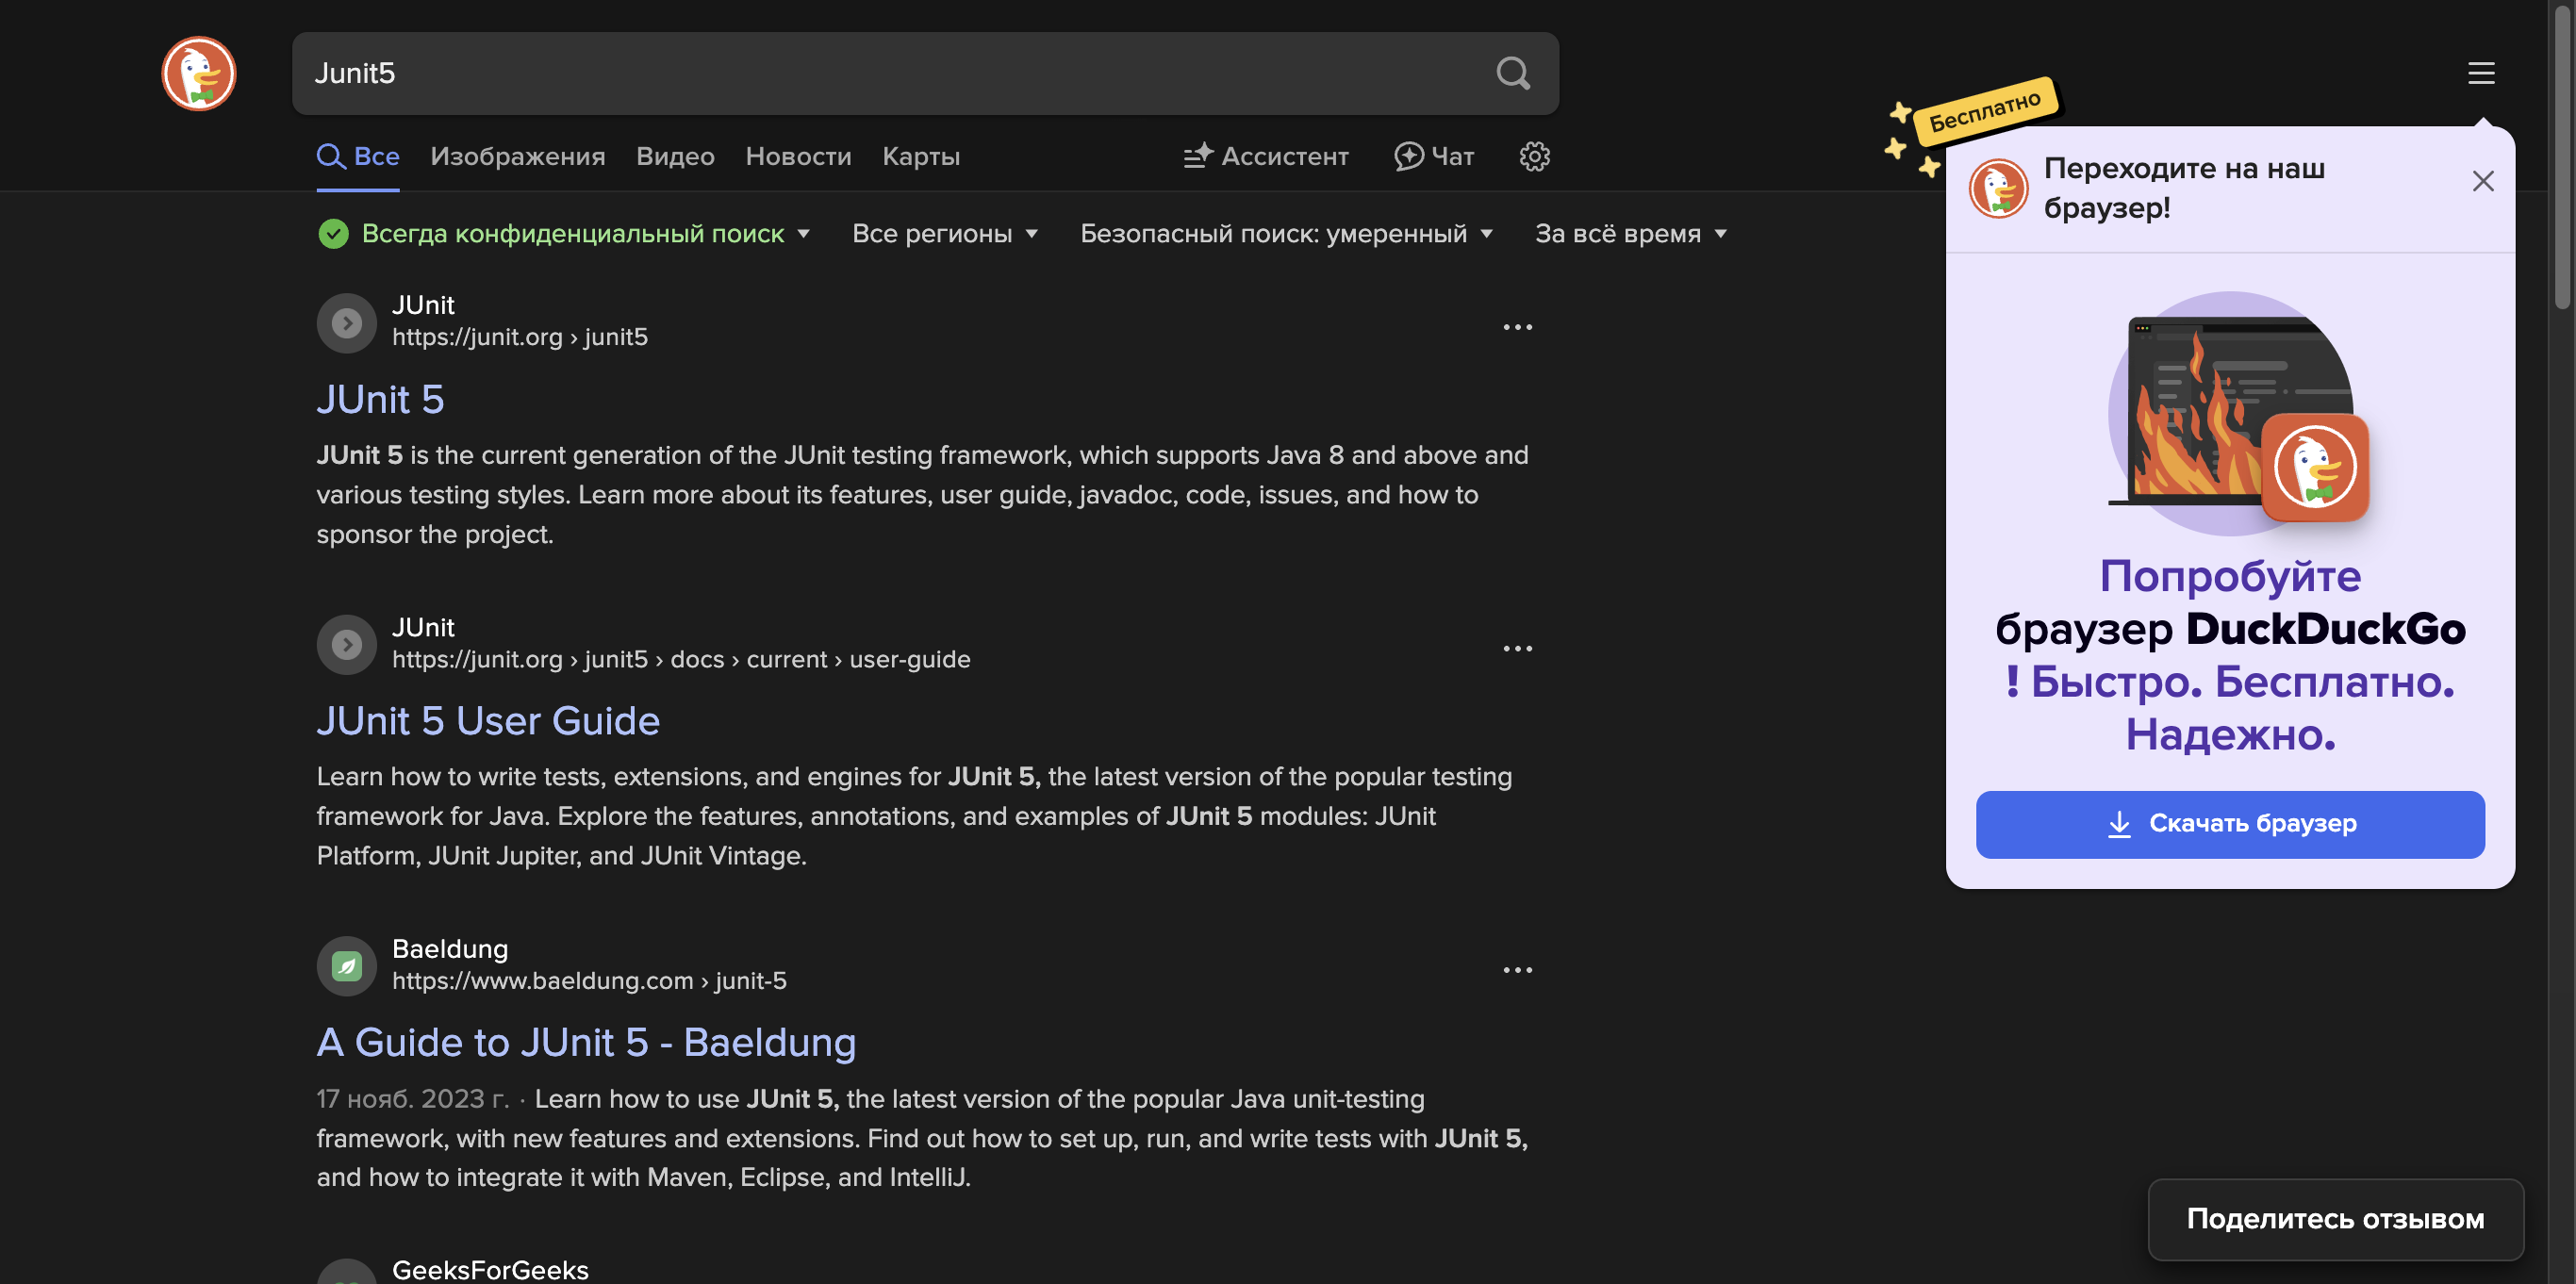 Junit5
Все Изображения Видео Новости Карты Ассистент Чат
Всегда конфиденциальный поиск Все регионы Безопасный поиск: умеренный За всё время
JUnit
https://junit.org › junit5
JUnit 5
JUnit 5 is the current generation of the JUnit testing framework, which supports Java 8 and above and
various testing styles. Learn more about its features, user guide, javadoc, code, issues, and how to
sponsor the project.
JUnit
https://junit.org › junit5 › docs › current › user-guide
JUnit 5 User Guide
Learn how to write tests, extensions, and engines for JUnit 5, the latest version of the popular testing
framework for Java. Explore the features, annotations, and examples of JUnit 5 modules: JUnit
Platform, JUnit Jupiter, and JUnit Vintage.
Baeldung
https://www.baeldung.com › junit-5
A Guide to JUnit 5 - Baeldung
17 нояб. 2023 г. · Learn how to use JUnit 5, the latest version of the popular Java unit-testing
framework, with new features and extensions. Find out how to set up, run, and write tests with JUnit 5,
and how to integrate it with Maven, Eclipse, and IntelliJ.
GeeksForGeeks
Бесплатно
Переходите на наш
браузер!
Попробуйте
браузер DuckDuckGo
! Быстро. Бесплатно.
Надежно.
Скачать браузер
Поделитесь отзывом